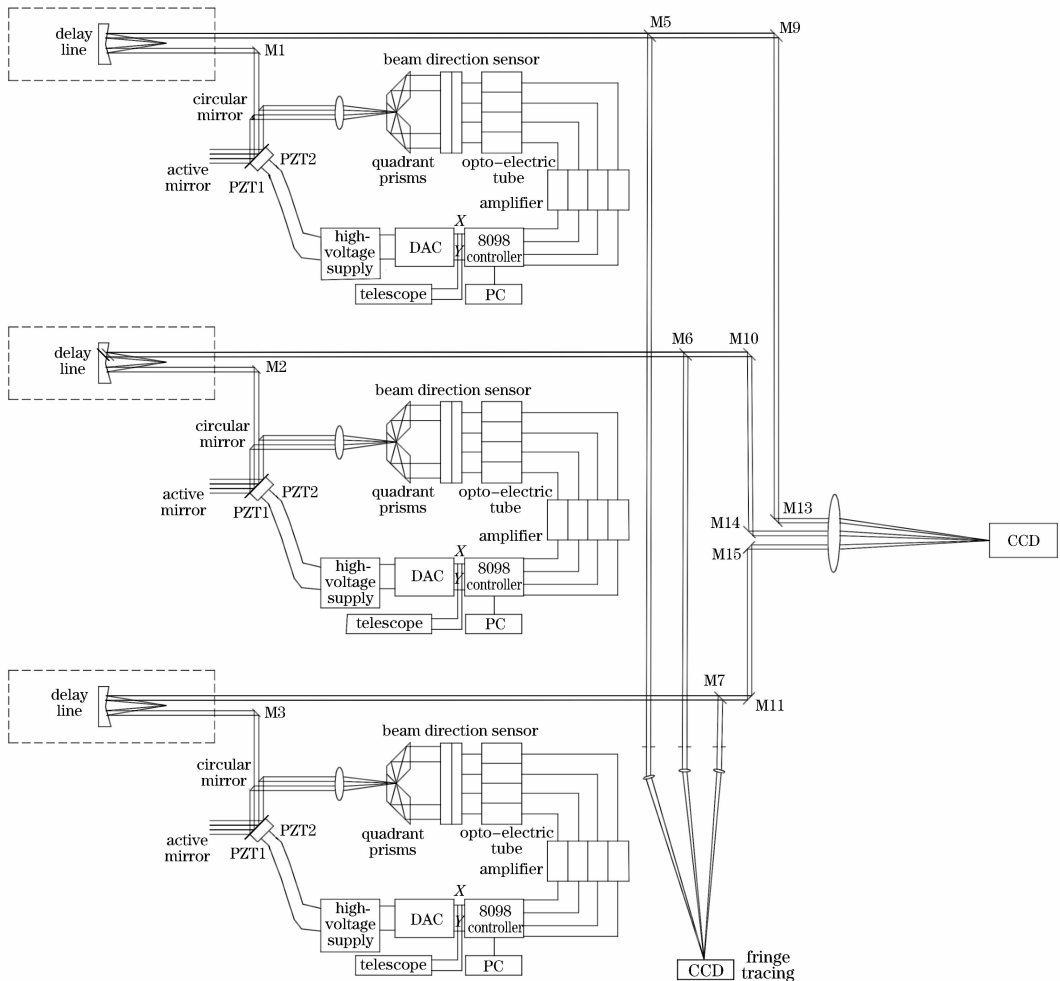 delay
line
M1
M5
M9
beam direction sensor
circular
mirror
active
mirror
PZT2
PZT1
quadrant
prisms
opto-electric
tube
amplifier
high-
voltage
supply
DAC
X
Y
8098
controller
telescope
PC
delay
line
M2
M6
M10
beam direction sensor
circular
mirror
active
mirror
PZT2
PZT1
quadrant
prisms
opto-electric
tube
amplifier
high-
voltage
supply
DAC
X
Y
8098
controller
telescope
PC
M13
M14
M15
CCD
delay
line
M3
M7
M11
beam direction sensor
circular
mirror
active
mirror
PZT2
PZT1
quadrant
prisms
opto-electric
tube
amplifier
high-
voltage
supply
DAC
X
Y
8098
controller
telescope
PC
CCD
fringe
tracing